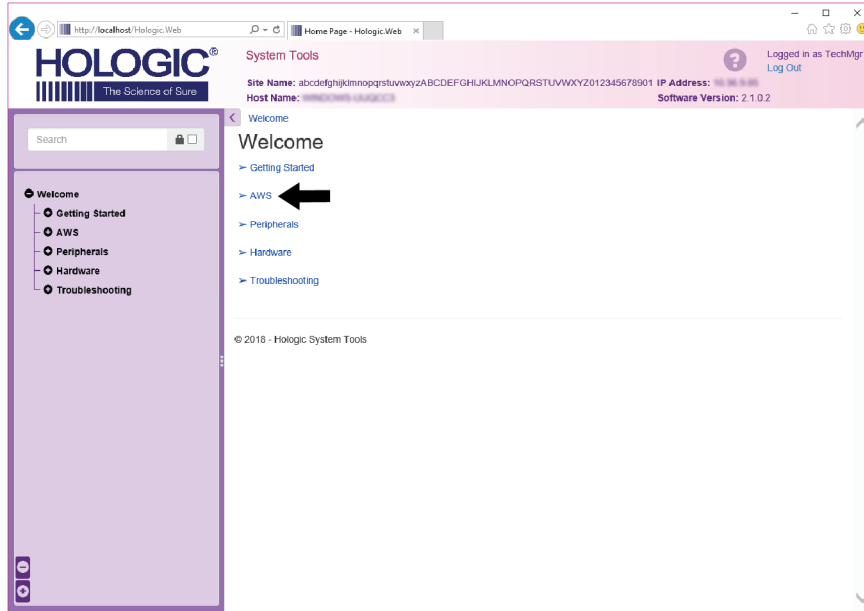 http://localhost/Hologic.Web
Home Page - Hologic.Web
HOLOGIC®
The Science of Sure
System Tools
Logged in as TechMgr
Log Out
Site Name: abcdefghijklmnopqrstuvwxyzABCDEFGHIJKLMNOPQRSTUVWXYZ012345678901 IP Address:
Host Name:
Software Version: 2.1.0.2
Search
Welcome
Getting Started
AWS
Peripherals
Hardware
Troubleshooting
Welcome
Welcome
➢ Getting Started
➢ AWS
➢ Peripherals
➢ Hardware
➢ Troubleshooting
© 2018 - Hologic System Tools